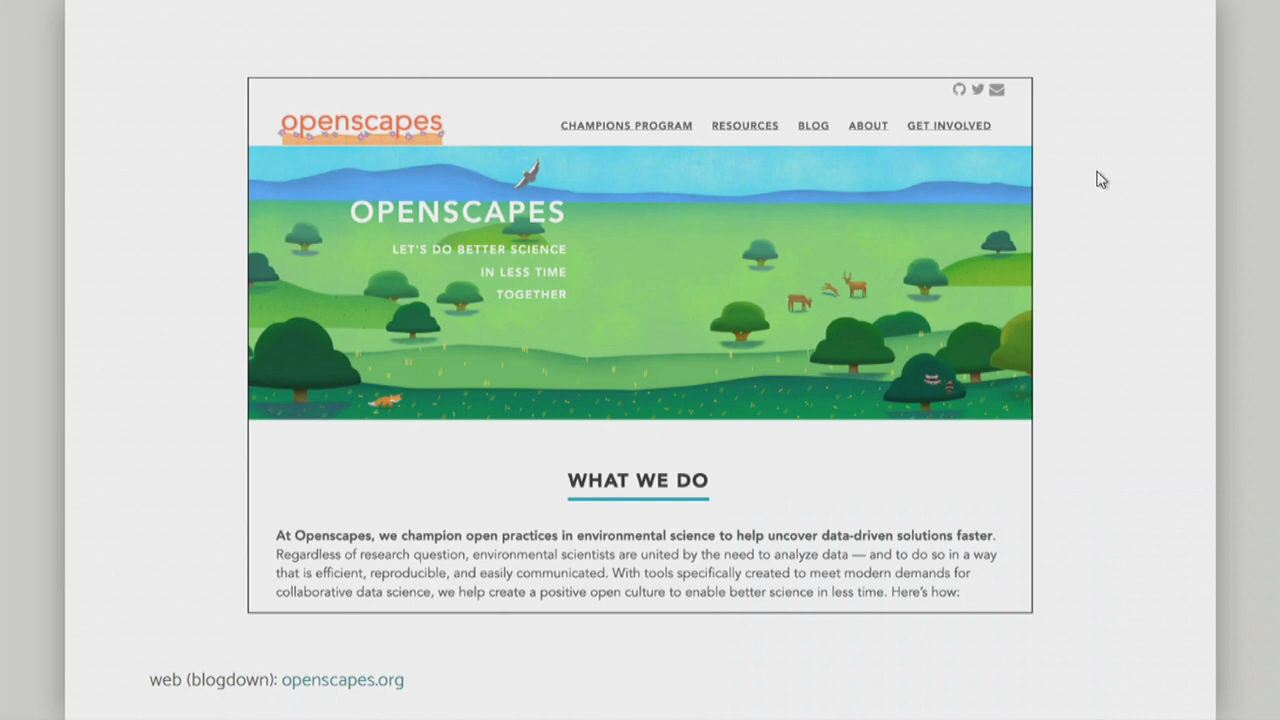 openscapes
CHAMPIONS PROGRAM RESOURCES BLOG ABOUT GET INVOLVED
OPENSCAPES
LET'S DO BETTER SCIENCE
IN LESS TIME
TOGETHER
WHAT WE DO
At Openscapes, we champion open practices in environmental science to help uncover data-driven solutions faster.
Regardless of research question, environmental scientists are united by the need to analyze data — and to do so in a way
that is efficient, reproducible, and easily communicated. With tools specifically created to meet modern demands for
collaborative data science, we help create a positive open culture to enable better science in less time. Here's how:
web (blogdown): openscapes.org